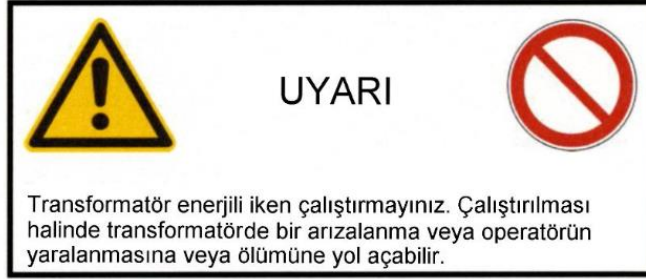 UYARI
Transformatör enerjili iken çalıştırmayınız. Çalıştırılması
halinde transformatörde bir arızalanma veya operatörün
yaralanmasına veya ölümüne yol açabilir.